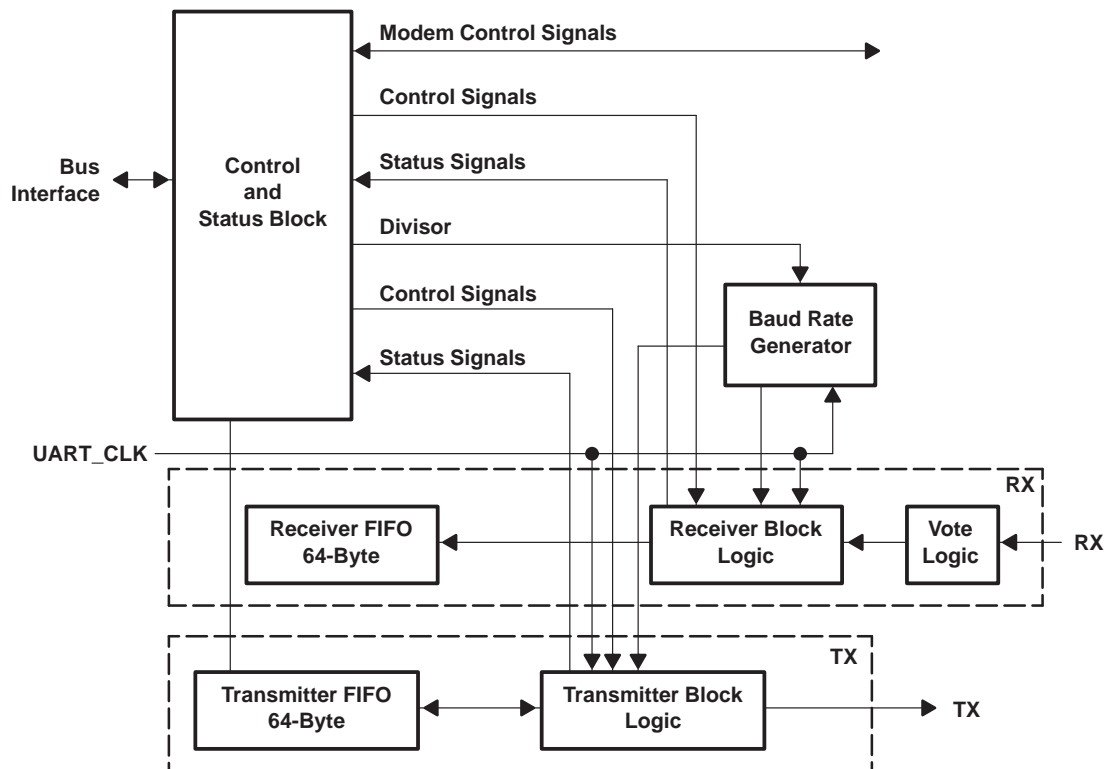 Modem Control Signals
Control Signals
Bus
Interface
Control
and
Status Block
Status Signals
Divisor
Control Signals
Baud Rate
Generator
Status Signals
UART_CLK
RX
Receiver FIFO
64-Byte
Receiver Block
Logic
Vote
Logic
RX
TX
Transmitter FIFO
64-Byte
Transmitter Block
Logic
TX